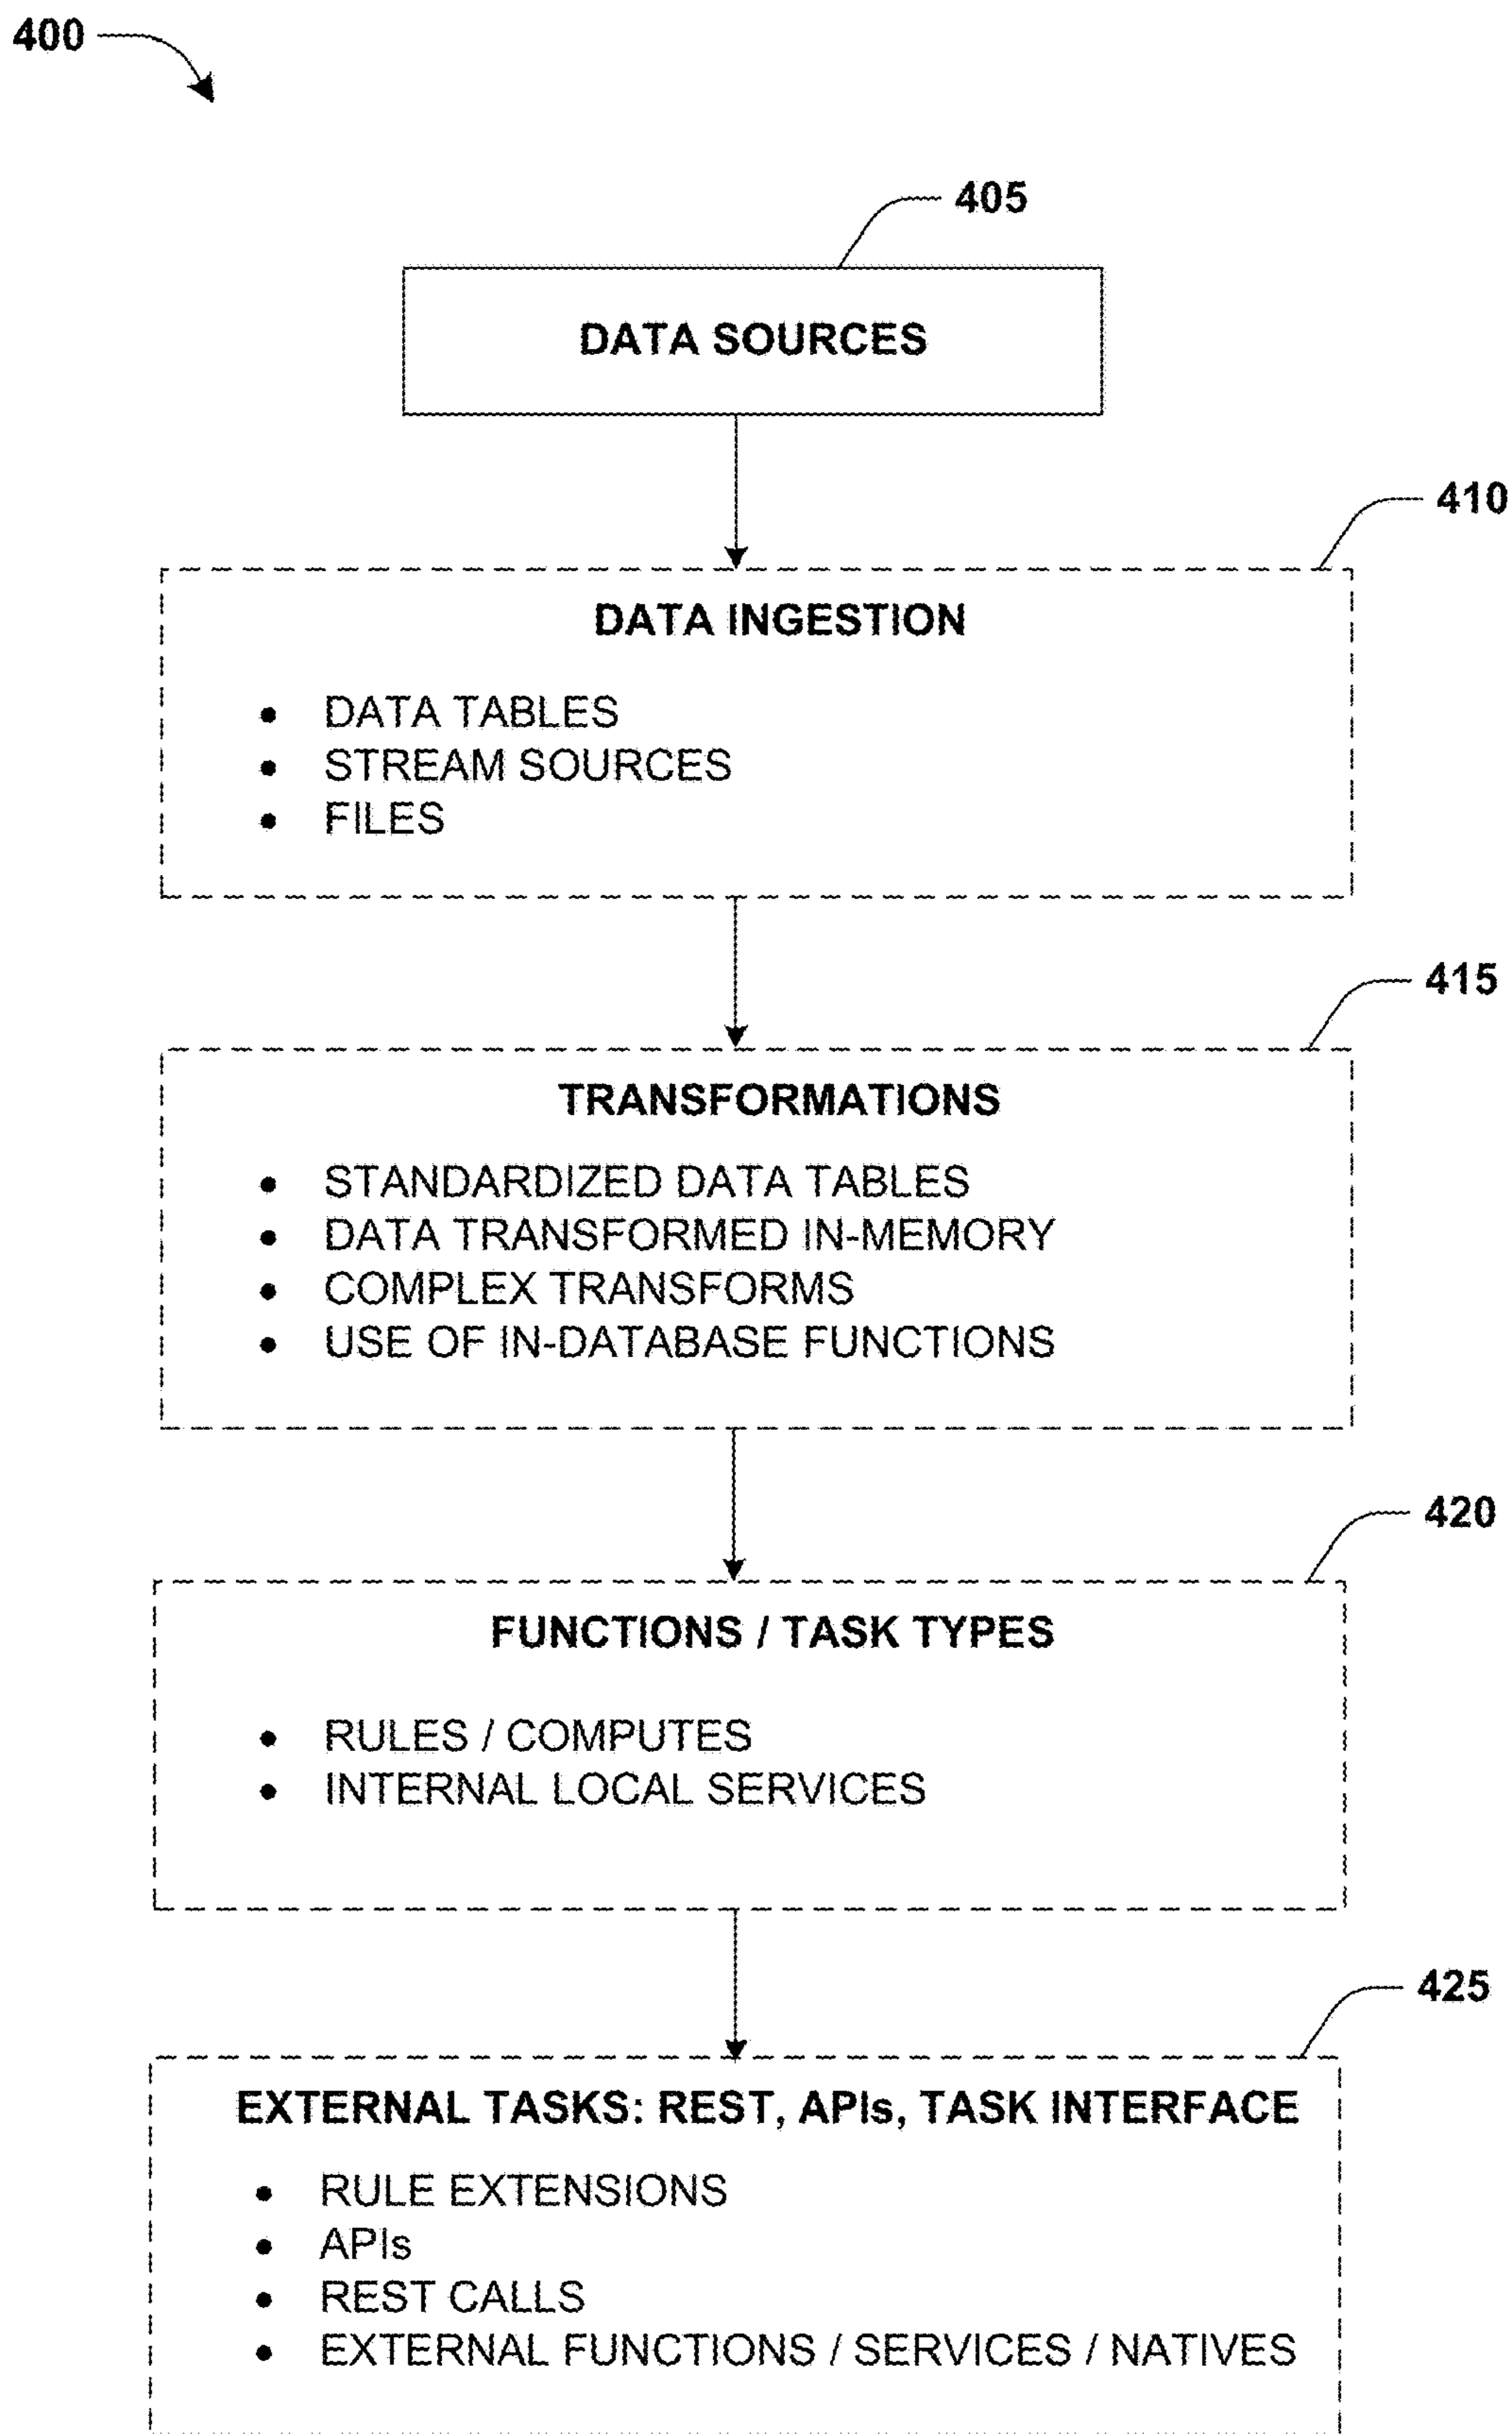 400
405
DATA SOURCES
410
DATA INGESTION
• DATA TABLES
• STREAM SOURCES
• FILES
415
TRANSFORMATIONS
• STANDARDIZED DATA TABLES
• DATA TRANSFORMED IN-MEMORY
• COMPLEX TRANSFORMS
• USE OF IN-DATABASE FUNCTIONS
420
FUNCTIONS / TASK TYPES
• RULES / COMPUTES
• INTERNAL LOCAL SERVICES
425
EXTERNAL TASKS: REST, APIs, TASK INTERFACE
• RULE EXTENSIONS
• APIs
• REST CALLS
• EXTERNAL FUNCTIONS / SERVICES / NATIVES